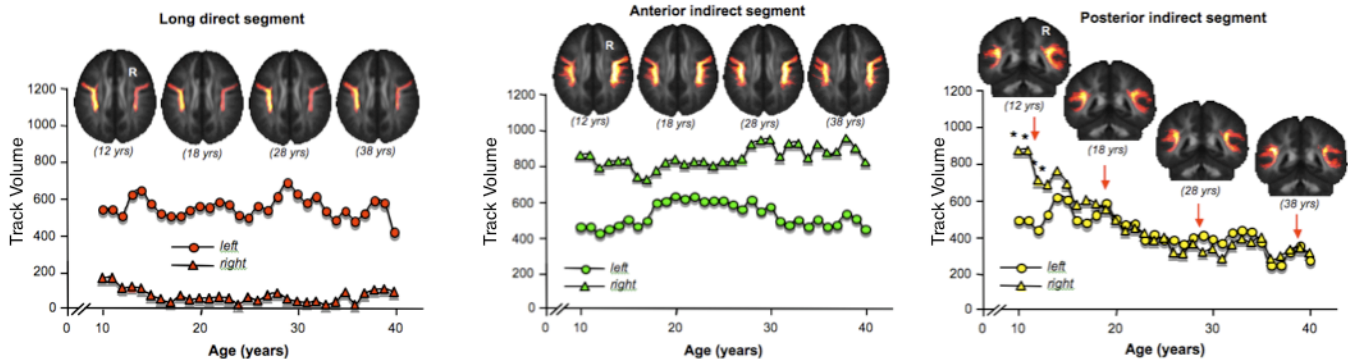 Long direct segment
R
(12 yrs)
(18 yrs)
(28 yrs)
(38 yrs)
1200
1000
800
600
400
200
0
Track Volume
left
right
0
10
20
30
40
Age (years)
Anterior indirect segment
R
(12 yrs)
(18 yrs)
(28 yrs)
(38 yrs)
1200
1000
800
600
400
200
0
Track Volume
left
right
0
10
20
30
40
Age (years)
Posterior indirect segment
R
(12 yrs)
(18 yrs)
(28 yrs)
(38 yrs)
1200
1000
800
600
400
200
0
Track Volume
* *
* *
left
right
0
10
20
30
40
Age (years)